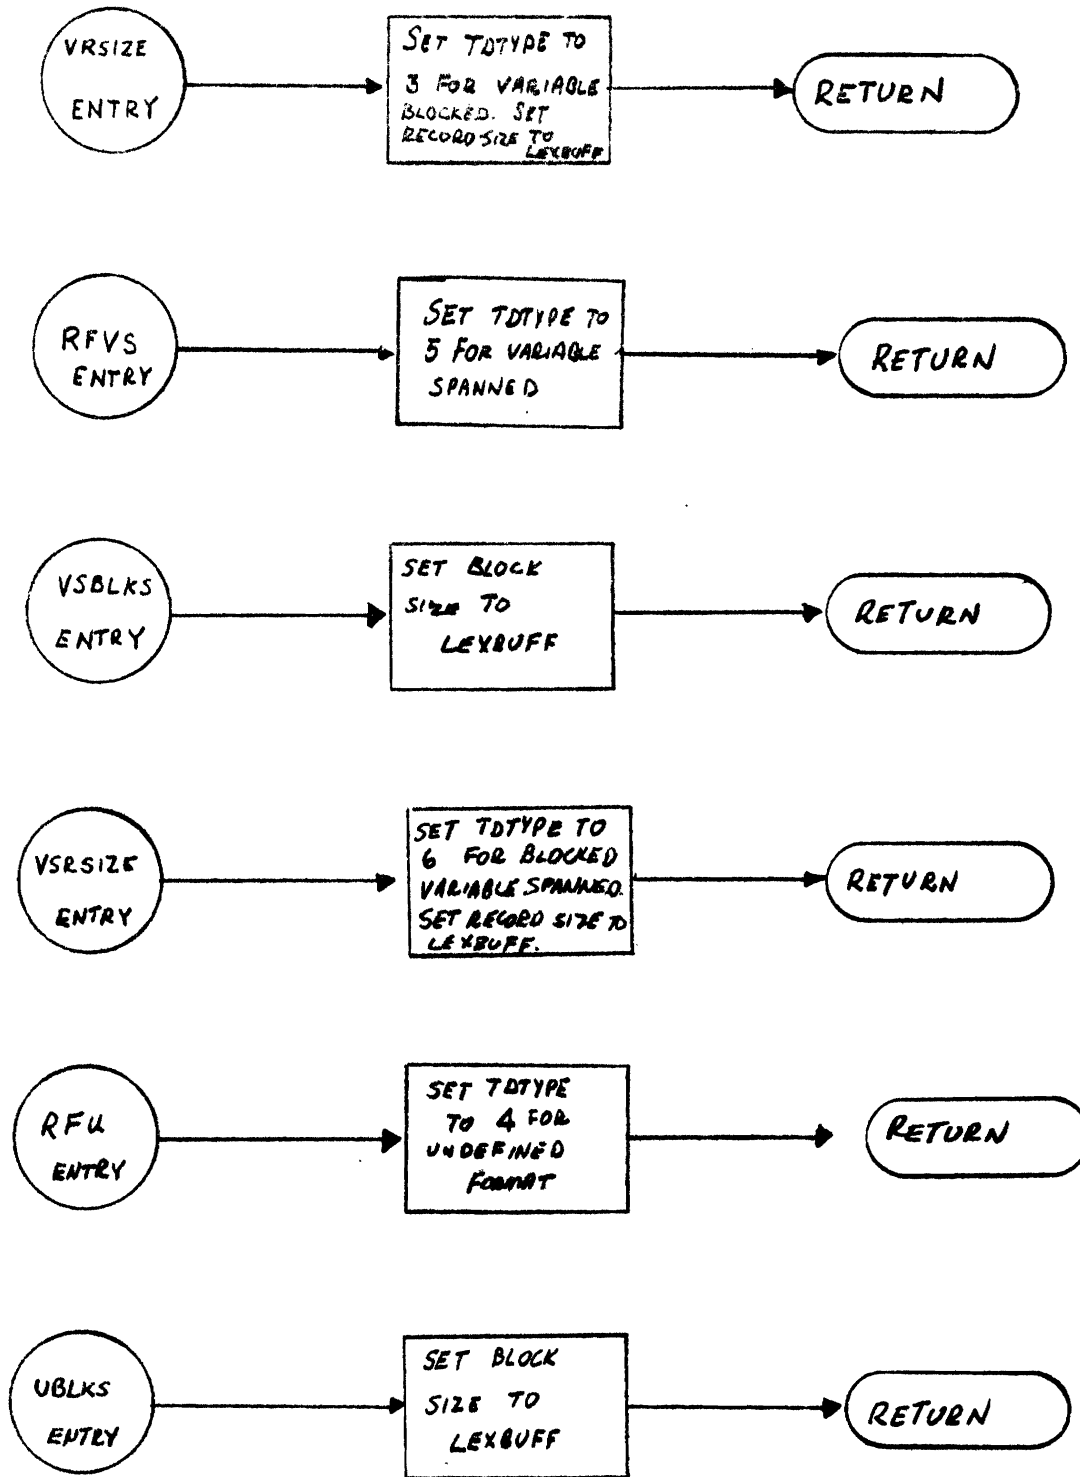 VRSIZE
ENTRY
SET TDTYPE TO
3 FOR VARIABLE
BLOCKED. SET
RECORD SIZE TO
LEXBUFF
RETURN
RFVS
ENTRY
SET TDTYPE TO
5 FOR VARIABLE
SPANNED
RETURN
VSBLKS
ENTRY
SET BLOCK
SIZE TO
LEXBUFF
RETURN
VSRSIZE
ENTRY
SET TDTYPE TO
6 FOR BLOCKED
VARIABLE SPANNED.
SET RECORD SIZE TO
LEXBUFF.
RETURN
RFU
ENTRY
SET TDTYPE
TO 4 FOR
UNDEFINED
FORMAT
RETURN
UBLKS
ENTRY
SET BLOCK
SIZE TO
LEXBUFF
RETURN